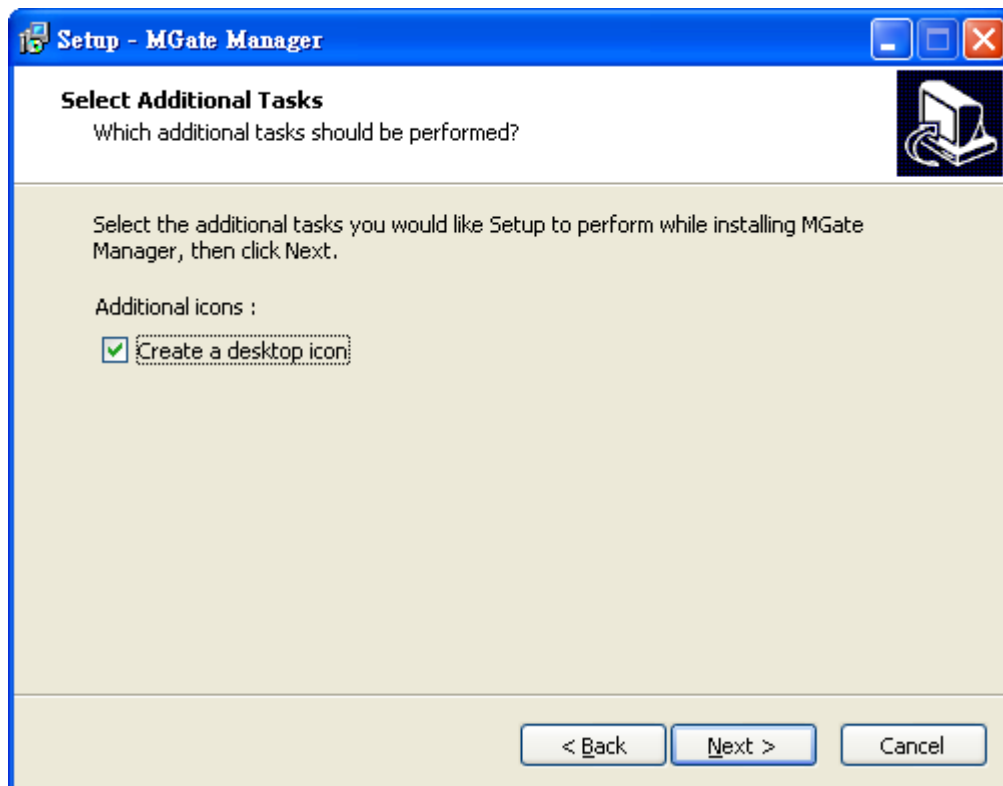 Setup - MGate Manager
Select Additional Tasks
Which additional tasks should be performed?
Select the additional tasks you would like Setup to perform while installing MGate
Manager, then click Next.
Additional icons :
Create a desktop icon
< Back
Next >
Cancel